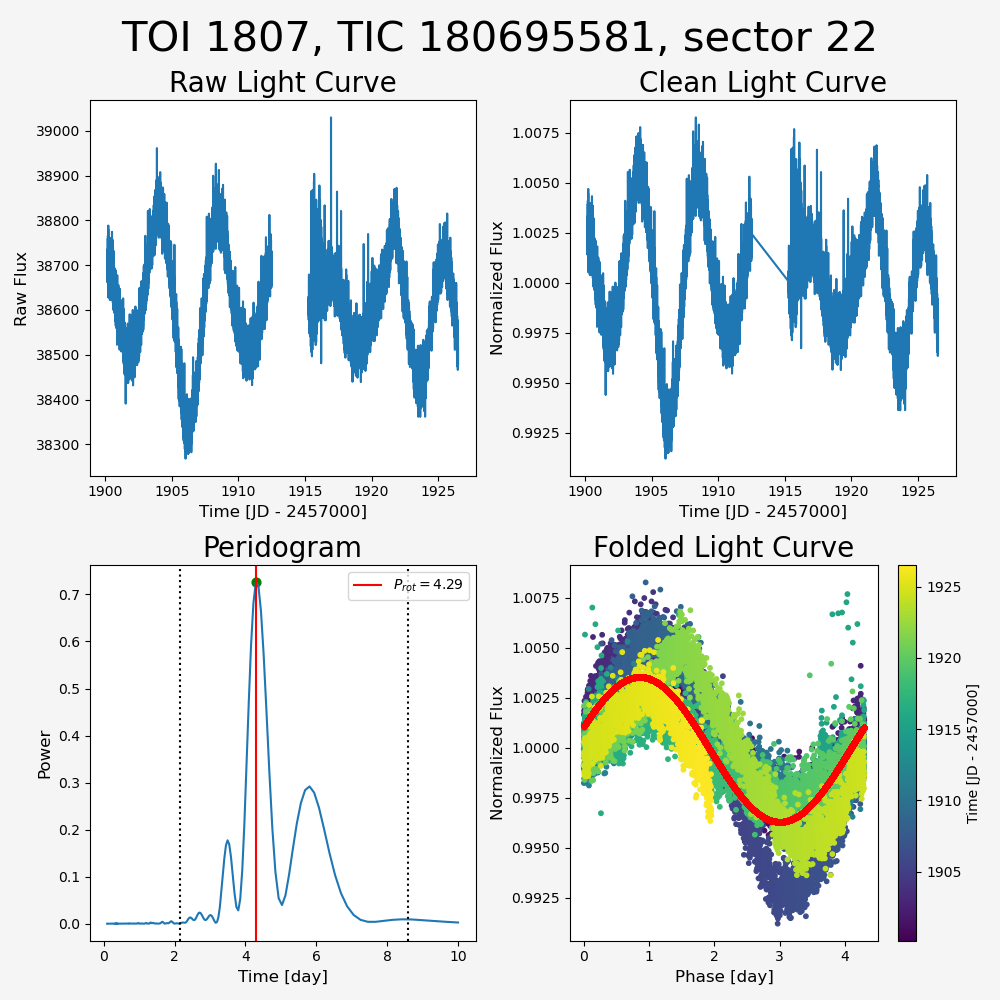 TOI 1807, TIC 180695581, sector 22
Raw Light Curve
39000
38900
38800
38700
38600
38500
38400
38300
Raw Flux
1900 1905 1910 1915 1920 1925
Time [JD - 2457000]
Clean Light Curve
1.0075
1.0050
1.0025
1.0000
0.9975
0.9950
0.9925
Normalized Flux
1900 1905 1910 1915 1920 1925
Time [JD - 2457000]
Peridogram
P_rot = 4.29
0.7
0.6
0.5
0.4
0.3
0.2
0.1
0.0
Power
0 2 4 6 8 10
Time [day]
Folded Light Curve
1.0075
1.0050
1.0025
1.0000
0.9975
0.9950
0.9925
Normalized Flux
0 1 2 3 4
Phase [day]
1925
1920
1915
1910
1905
Time [JD - 2457000]